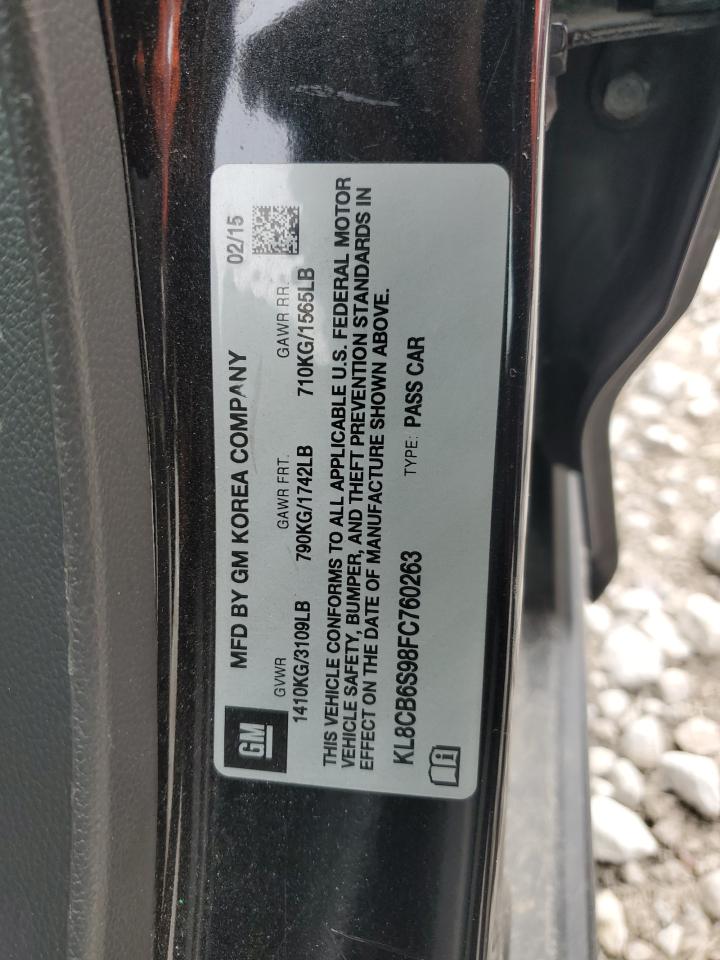 GM
MFD BY GM KOREA COMPANY 02/15
GVWR GAWR FRT. GAWR RR.
1410KG/3109LB 790KG/1742LB 710KG/1565LB
THIS VEHICLE CONFORMS TO ALL APPLICABLE U.S. FEDERAL MOTOR
VEHICLE SAFETY, BUMPER, AND THEFT PREVENTION STANDARDS IN
EFFECT ON THE DATE OF MANUFACTURE SHOWN ABOVE.
KL8CB6S98FC760263 TYPE: PASS CAR